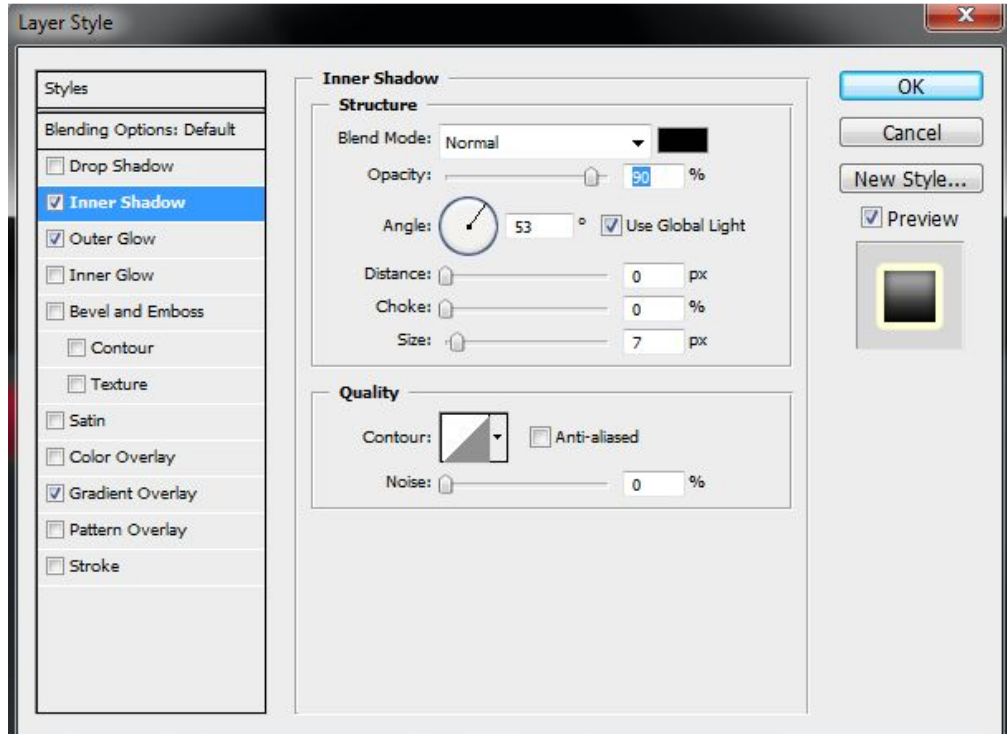 Layer Style
Styles
Blending Options: Default
Drop Shadow
Inner Shadow
Outer Glow
Inner Glow
Bevel and Emboss
Contour
Texture
Satin
Color Overlay
Gradient Overlay
Pattern Overlay
Stroke
Inner Shadow
Structure
Blend Mode: Normal
Opacity: 90 %
Angle: 53 ° Use Global Light
Distance: 0 px
Choke: 0 %
Size: 7 px
Quality
Contour: Anti-aliased
Noise: 0 %
OK
Cancel
New Style...
Preview